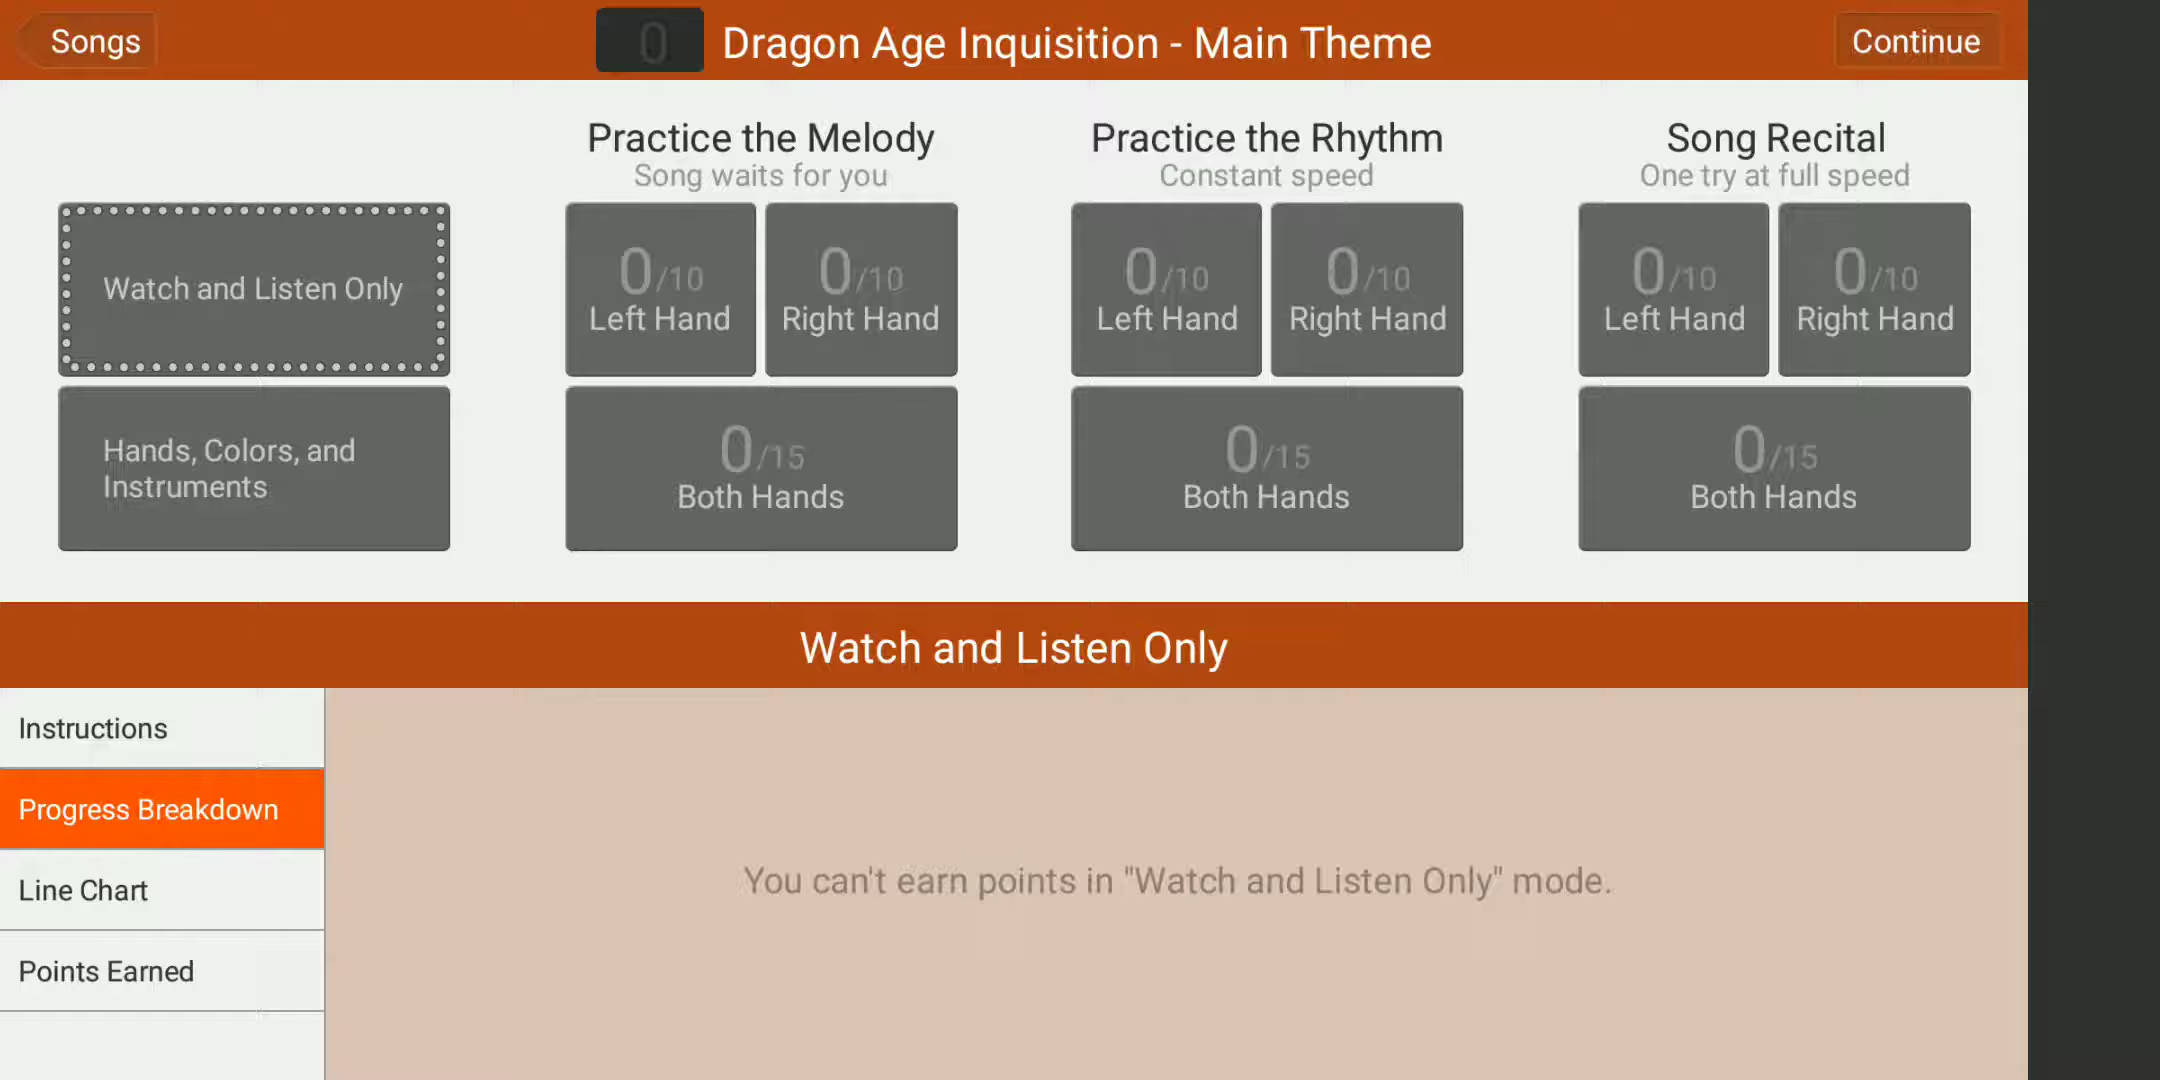 Songs
0
Dragon Age Inquisition - Main Theme
Continue
Practice the Melody
Song waits for you
Practice the Rhythm
Constant speed
Song Recital
One try at full speed
Watch and Listen Only
0/10
Left Hand
0/10
Right Hand
0/10
Left Hand
0/10
Right Hand
0/10
Left Hand
0/10
Right Hand
Hands, Colors, and
Instruments
0/15
Both Hands
0/15
Both Hands
0/15
Both Hands
Watch and Listen Only
Instructions
Progress Breakdown
Line Chart
Points Earned
You can't earn points in "Watch and Listen Only" mode.